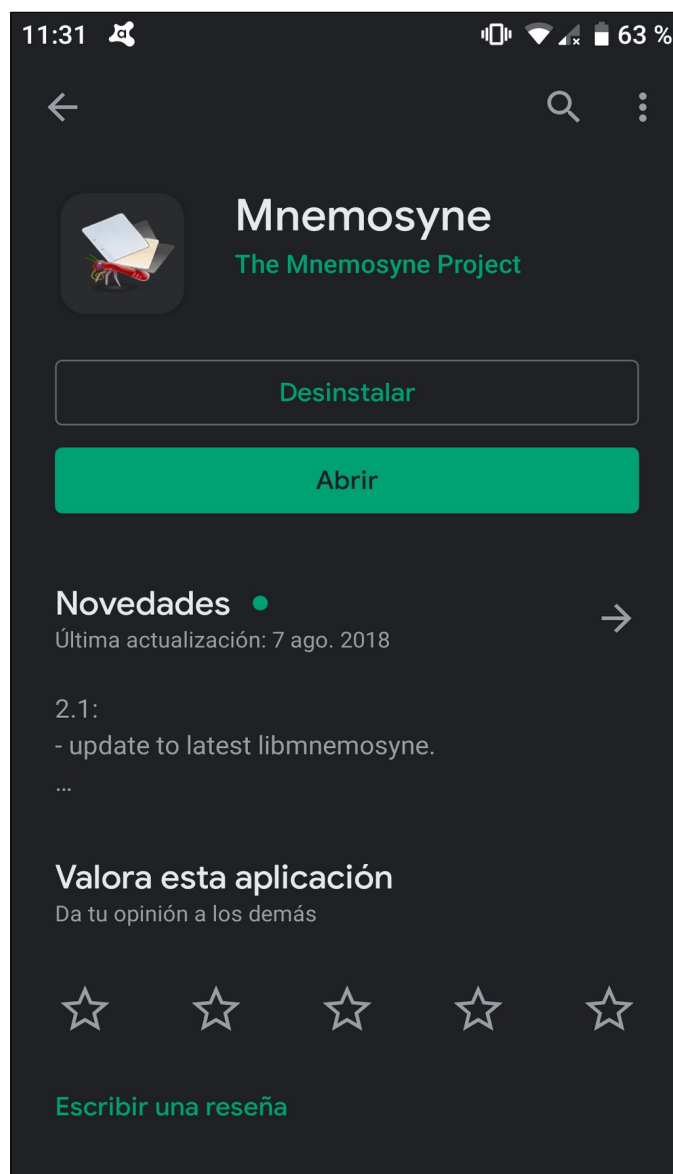 11:31
63 %
Mnemosyne
The Mnemosyne Project
Desinstalar
Abrir
Novedades
Última actualización: 7 ago. 2018
2.1:
- update to latest libmnemosyne.
...
Valora esta aplicación
Da tu opinión a los demás
Escribir una reseña